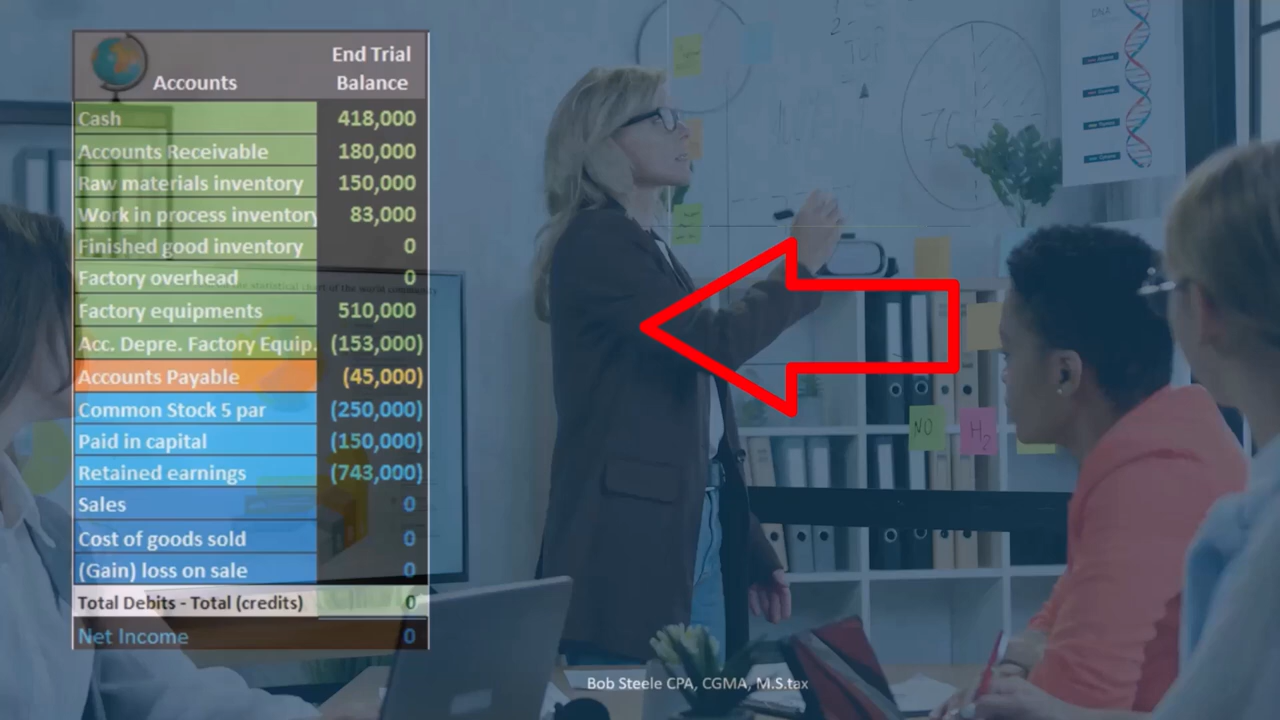 End Trial
Accounts Balance
Cash 418,000
Accounts Receivable 180,000
Raw materials inventory 150,000
Work in process inventory 83,000
Finished good inventory 0
Factory overhead 0
Factory equipments 510,000
Acc. Depre. Factory Equip. (153,000)
Accounts Payable (45,000)
Common Stock 5 par (250,000)
Paid in capital (150,000)
Retained earnings (743,000)
Sales 0
Cost of goods sold 0
(Gain) loss on sale 0
Total Debits - Total (credits) 0
Net Income 0
DNA
NO
H2
Bob Steele CPA, CGMA, M.S.tax